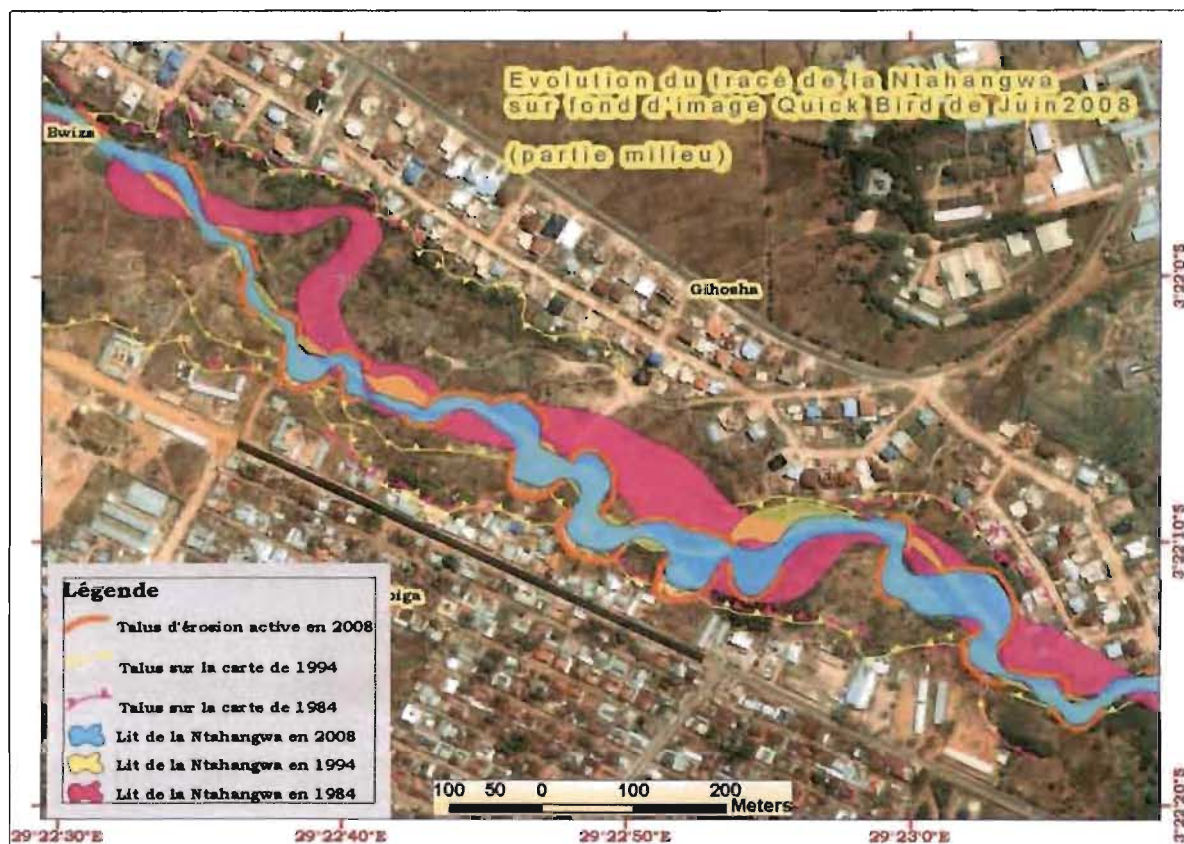 Evolution du tracé de la Ntahangwa
sur fond d'image Quick Bird de Juin2008
(partie milieu)
Bwiza
Gihosha
3°22'0"S
3°22'10"S
3°22'20"S
Légende
Talus d'érosion active en 2008
Talus sur la carte de 1994
Talus sur la carte de 1984
Lit de la Ntahangwa en 2008
Lit de la Ntahangwa en 1994
Lit de la Ntahangwa en 1984
100 50 0 100 200
Meters
29°22'30"E 29°22'40"E 29°22'50"E 29°23'0"E